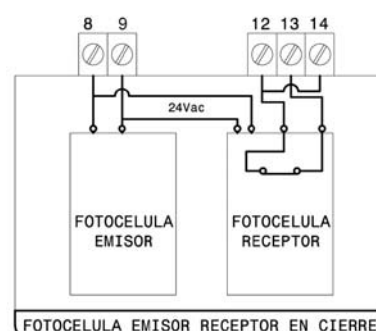 8 9 12 13 14
24Vac
FOTOCELULA EMISOR
FOTOCELULA RECEPTOR
FOTOCELULA EMISOR RECEPTOR EN CIERRE